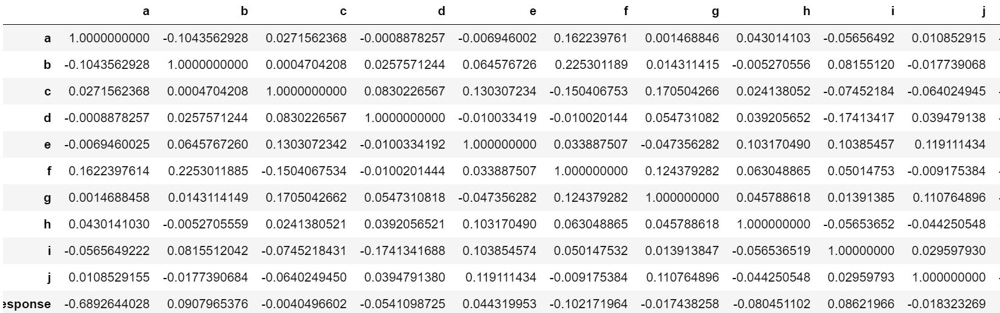 a b c d e f g h i j
a 1.0000000000 -0.1043562928 0.0271562368 -0.0008878257 -0.006946002 0.162239761 0.001468846 0.043014103 -0.05656492 0.010852915
b -0.1043562928 1.0000000000 0.0004704208 0.0257571244 0.064576726 0.225301189 0.014311415 -0.005270556 0.08155120 -0.017739068
c 0.0271562368 0.0004704208 1.0000000000 0.0830226567 0.130307234 -0.150406753 0.170504266 0.024138052 -0.07452184 -0.064024945
d -0.0008878257 0.0257571244 0.0830226567 1.0000000000 -0.010033419 -0.010020144 0.054731082 0.039205652 -0.17413417 0.039479138
e -0.0069460025 0.0645767260 0.1303072342 -0.0100334192 1.000000000 0.033887507 -0.047356282 0.103170490 0.10385457 0.119111434
f 0.1622397614 0.2253011885 -0.1504067534 -0.0100201444 0.033887507 1.000000000 0.124379282 0.063048865 0.05014753 -0.009175384
g 0.0014688458 0.0143114149 0.1705042662 0.0547310818 -0.047356282 0.124379282 1.000000000 0.045788618 0.01391385 0.110764896
h 0.0430141030 -0.0052705559 0.0241380521 0.0392056521 0.103170490 0.063048865 0.045788618 1.000000000 -0.05653652 -0.044250548
i -0.0565649222 0.0815512042 -0.0745218431 -0.1741341688 0.103854574 0.050147532 0.013913847 -0.056536519 1.00000000 0.029597930
j 0.0108529155 -0.0177390684 -0.0640249450 0.0394791380 0.119111434 -0.009175384 0.110764896 -0.044250548 0.02959793 1.000000000
esponse -0.6892644028 0.0907965376 -0.0040496602 -0.0541098725 0.044319953 -0.102171964 -0.017438258 -0.080451102 0.08621966 -0.018323269